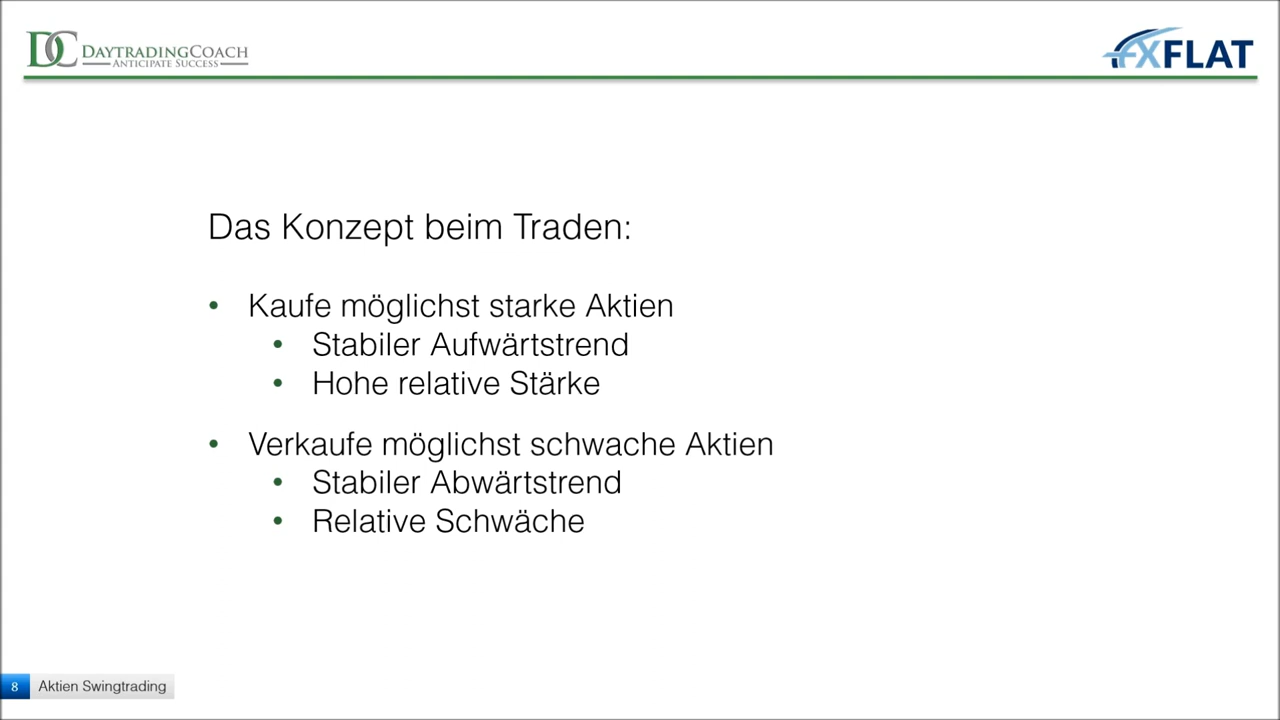 DC DAYTRADINGCOACH
ANTICIPATE SUCCESS
FXFLAT
Das Konzept beim Traden:
• Kaufe möglichst starke Aktien
• Stabiler Aufwärtstrend
• Hohe relative Stärke
• Verkaufe möglichst schwache Aktien
• Stabiler Abwärtstrend
• Relative Schwäche
8 Aktien Swingtrading